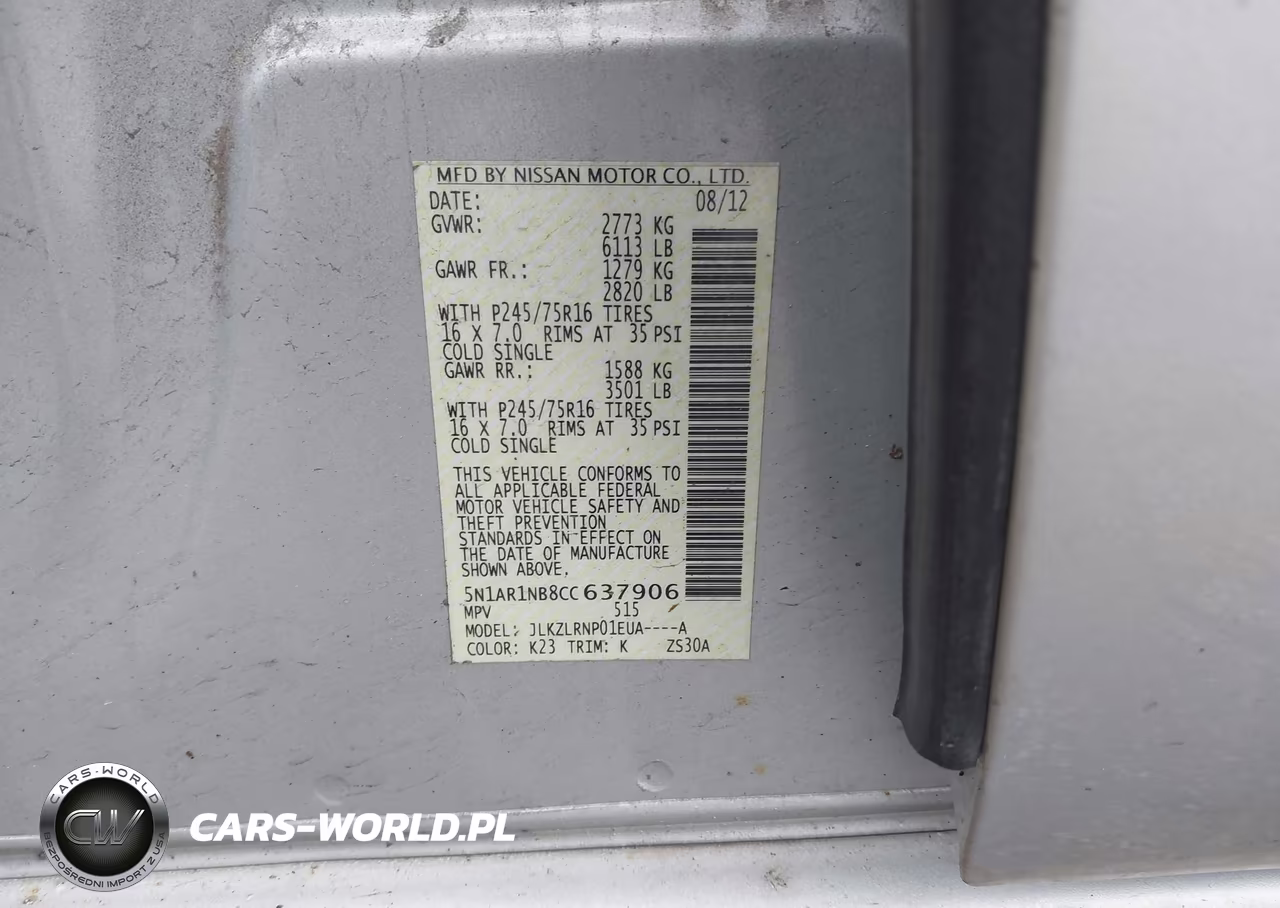 MFD BY NISSAN MOTOR CO., LTD.
DATE: 08/12
GVWR: 2773 KG
6113 LB
GAWR FR.: 1279 KG
2820 LB
WITH P245/75R16 TIRES
16 X 7.0 RIMS AT 35 PSI
COLD SINGLE
GAWR RR.: 1588 KG
3501 LB
WITH P245/75R16 TIRES
16 X 7.0 RIMS AT 35 PSI
COLD SINGLE
THIS VEHICLE CONFORMS TO
ALL APPLICABLE FEDERAL
MOTOR VEHICLE SAFETY AND
THEFT PREVENTION
STANDARDS IN EFFECT ON
THE DATE OF MANUFACTURE
SHOWN ABOVE.
5N1AR1NB8CC637906
MPV 515
MODEL: JLKZLRNP01EUA----A
COLOR: K23 TRIM: K ZS30A
CARS-WORLD
CW
BEZPOŚREDNI IMPORT Z USA
CARS-WORLD.PL